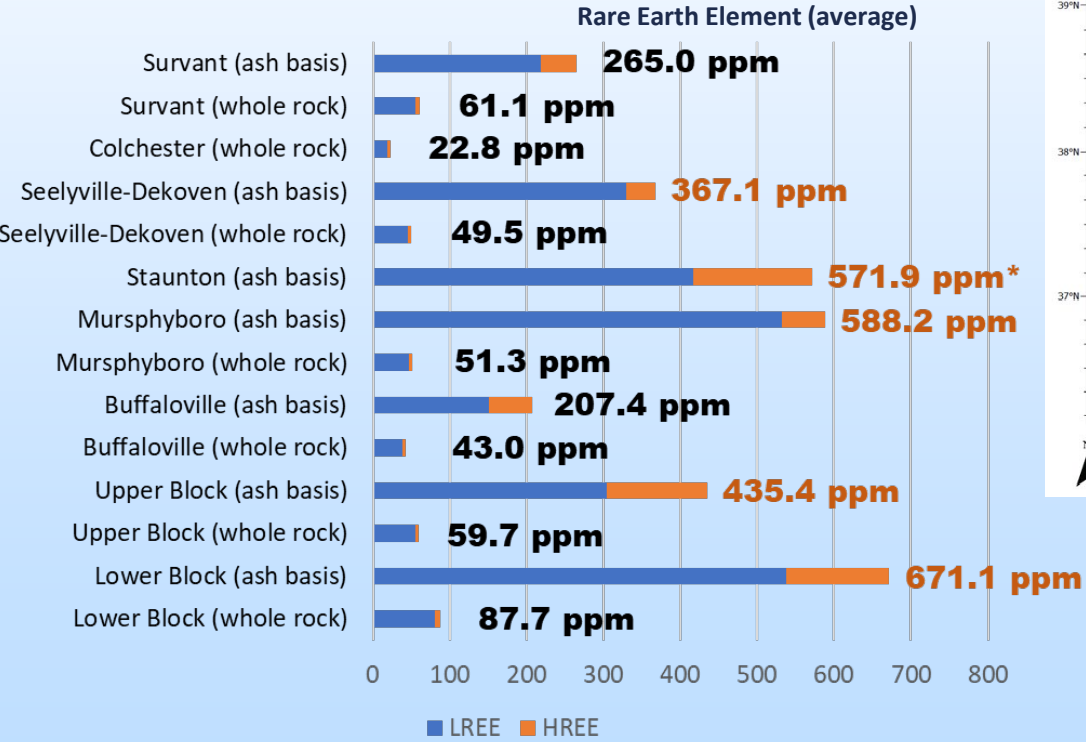 Rare Earth Element (average)
39°N
Survant (ash basis) 265.0 ppm
Survant (whole rock) 61.1 ppm
Colchester (whole rock) 22.8 ppm
38°N
Seelyville-Dekoven (ash basis) 367.1 ppm
Seelyville-Dekoven (whole rock) 49.5 ppm
Staunton (ash basis) 571.9 ppm*
37°N
Mursphyboro (ash basis) 588.2 ppm
Mursphyboro (whole rock) 51.3 ppm
Buffaloville (ash basis) 207.4 ppm
Buffaloville (whole rock) 43.0 ppm
Upper Block (ash basis) 435.4 ppm
Upper Block (whole rock) 59.7 ppm
Lower Block (ash basis) 671.1 ppm
Lower Block (whole rock) 87.7 ppm
0 100 200 300 400 500 600 700 800
LREE HREE